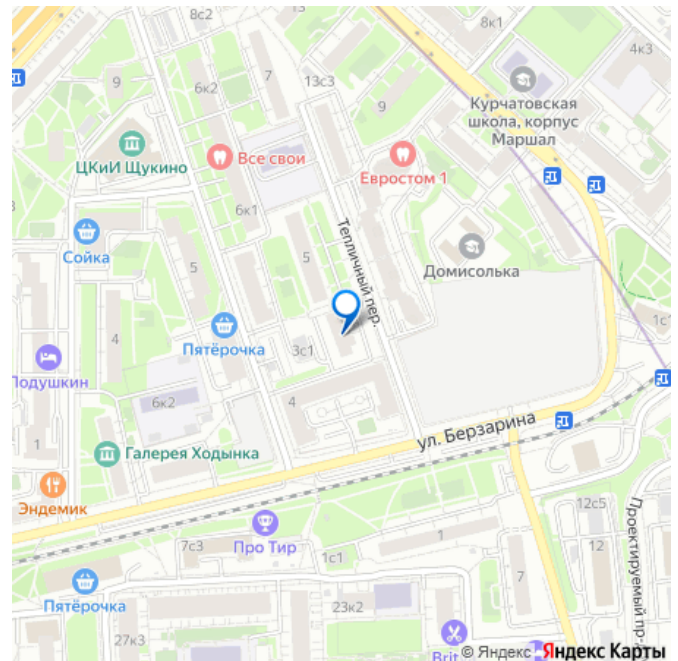 8с2
8к1
4к3
9
6к2
7
13с3
9
Курчатовская
школа, корпус
Маршал
ЦКиИ Щукино
Все свои
Евростом 1
6к1
Тепличный пер.
Сойка
5
5
Домисолька
1с1
4
Пятёрочка
3с1
Подушкин
6к2
4
ул. Берзарина
1
Галерея Ходынка
Эндемик
12с5
7с3
Про Тир
1с1
1
12
Проектируемый пр-д
7
Пятёрочка
23к2
27к3
Brit
© Яндекс Яндекс Карты